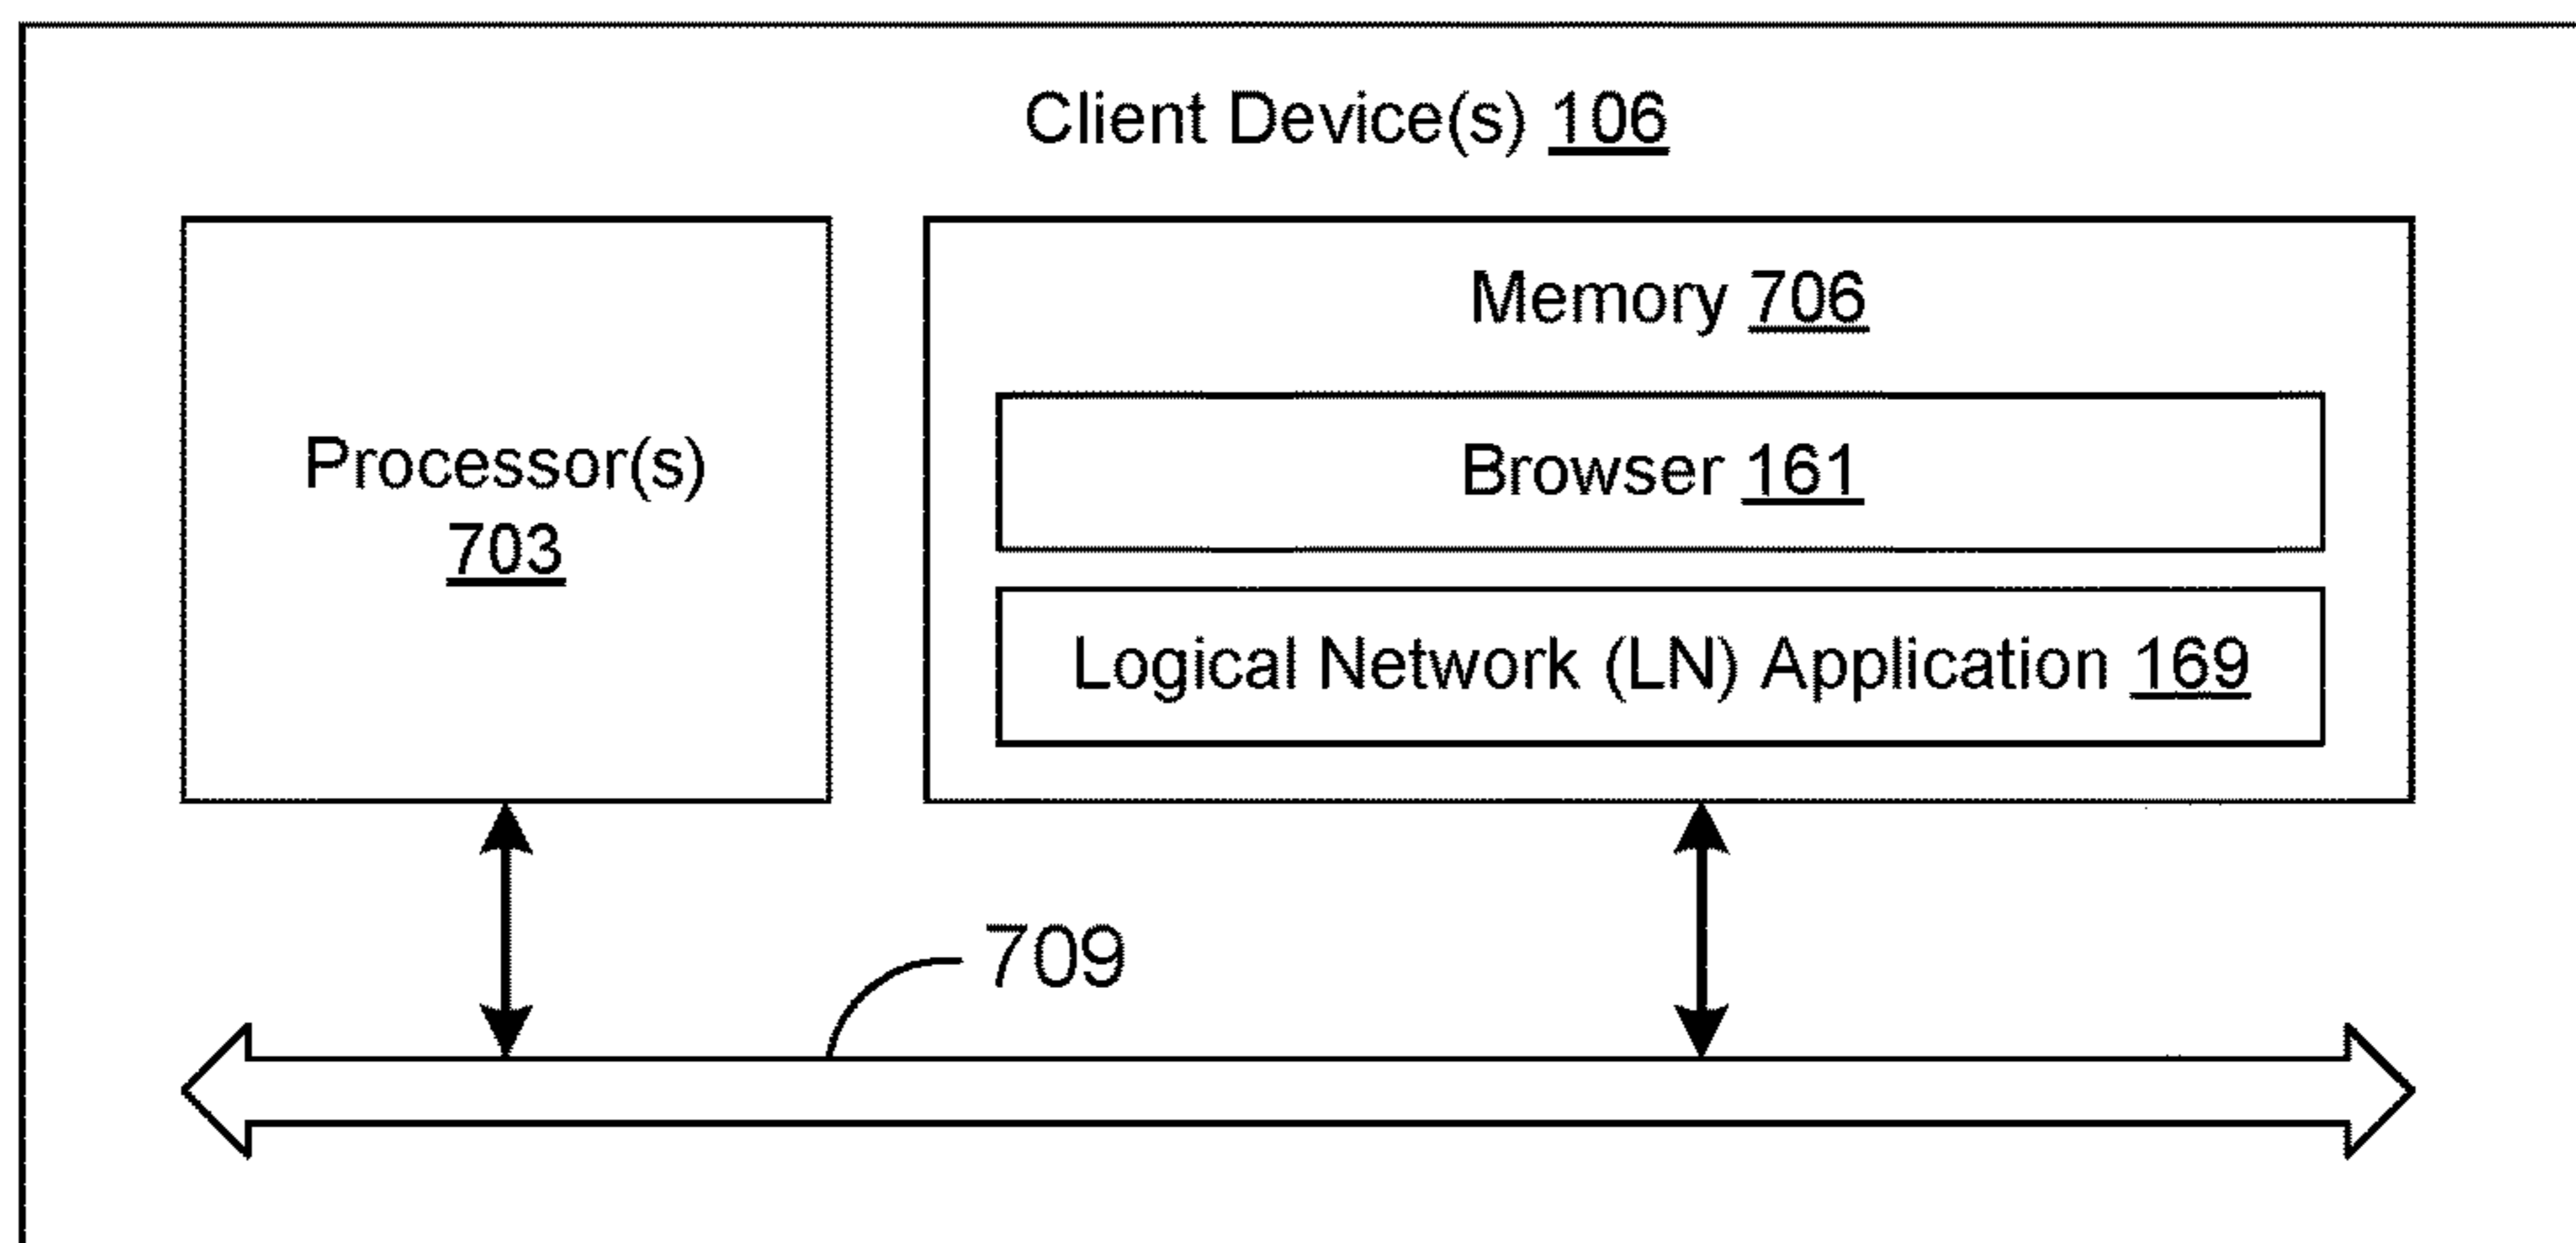 Client Device(s) 106
Processor(s)
703
Memory 706
Browser 161
Logical Network (LN) Application 169
709